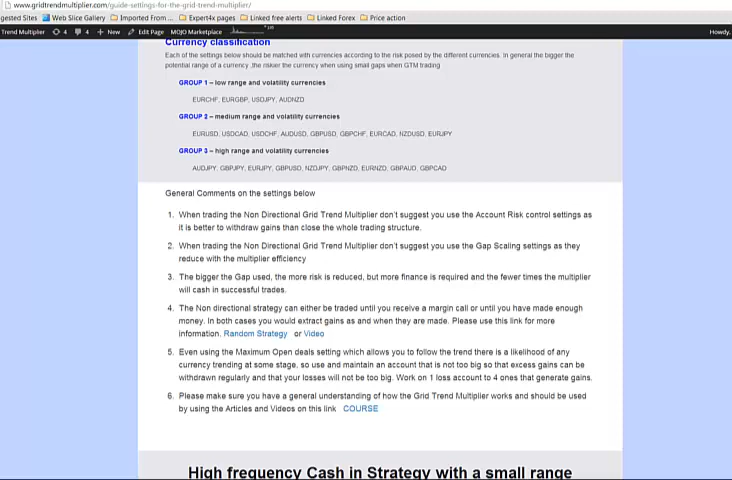 www.gridtrendmultiplier.com/guide-settings-for-the-grid-trend-multiplier/
gested Sites Web Slice Gallery Imported From ... Expert4x pages Linked free alerts Linked Forex Price action
Trend Multiplier 4 4 + New Edit Page MOJO Marketplace Howdy,
Currency classification
Each of the settings below should be matched with currencies according to the risk posed by the different currencies. In general the bigger the
potential range of a currency ,the riskier the currency when using small gaps when GTM trading
GROUP 1 – low range and volatility currencies
EURCHF, EURGBP, USDJPY, AUDNZD
GROUP 2 – medium range and volatility currencies
EURUSD, USDCAD, USDCHF, AUDUSD, GBPUSD, GBPCHF, EURCAD, NZDUSD, EURJPY
GROUP 3 – high range and volatility currencies
AUDJPY, GBPJPY, EURJPY, GBPUSD, NZDJPY, GBPNZD, EURNZD, GBPAUD, GBPCAD
General Comments on the settings below
1. When trading the Non Directional Grid Trend Multiplier don't suggest you use the Account Risk control settings as
it is better to withdraw gains than close the whole trading structure.
2. When trading the Non Directional Grid Trend Multiplier don't suggest you use the Gap Scaling settings as they
reduce with the multiplier efficiency
3. The bigger the Gap used, the more risk is reduced, but more finance is required and the fewer times the multiplier
will cash in successful trades.
4. The Non directional strategy can either be traded until you receive a margin call or until you have made enough
money. In both cases you would extract gains as and when they are made. Please use this link for more
information. Random Strategy or Video
5. Even using the Maximum Open deals setting which allows you to follow the trend there is a likelihood of any
currency trending at some stage, so use and maintain an account that is not too big so that excess gains can be
withdrawn regularly and that your losses will not be too big. Work on 1 loss account to 4 ones that generate gains.
6. Please make sure you have a general understanding of how the Grid Trend Multiplier works and should be used
by using the Articles and Videos on this link COURSE
High frequency Cash in Strategy with a small range